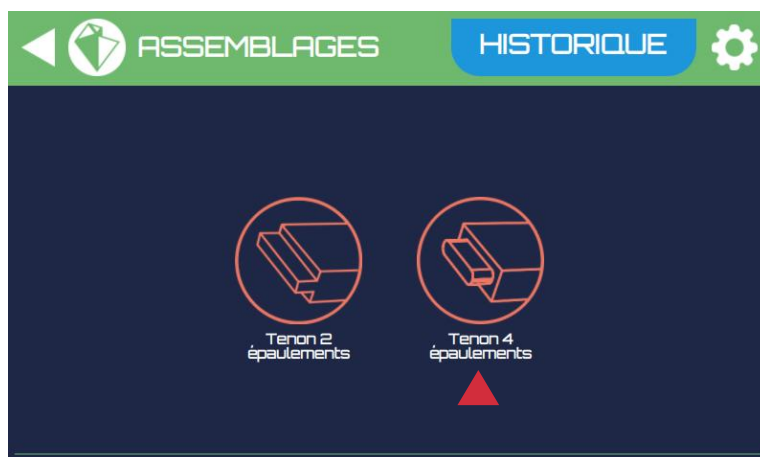 ASSEMBLAGES
HISTORIQUE
Tenon 2
épaulements
Tenon 4
épaulements